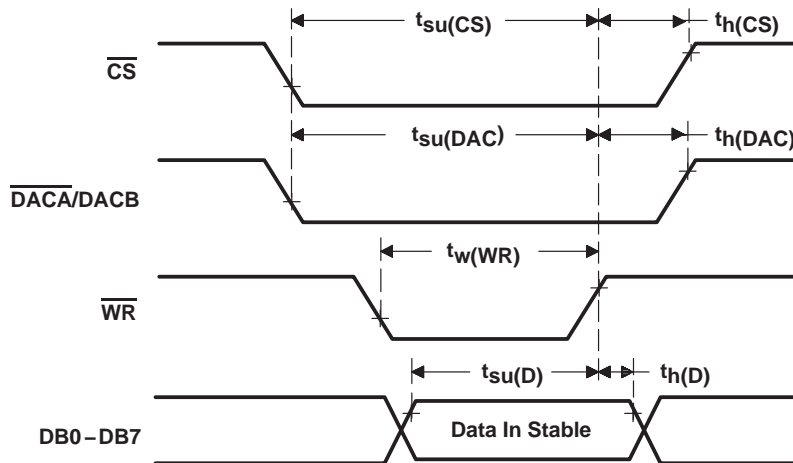 tsu(CS) th(CS)
CS
tsu(DAC) th(DAC)
DACA/DACB
tw(WR)
WR
tsu(D) th(D)
DB0–DB7 Data In Stable